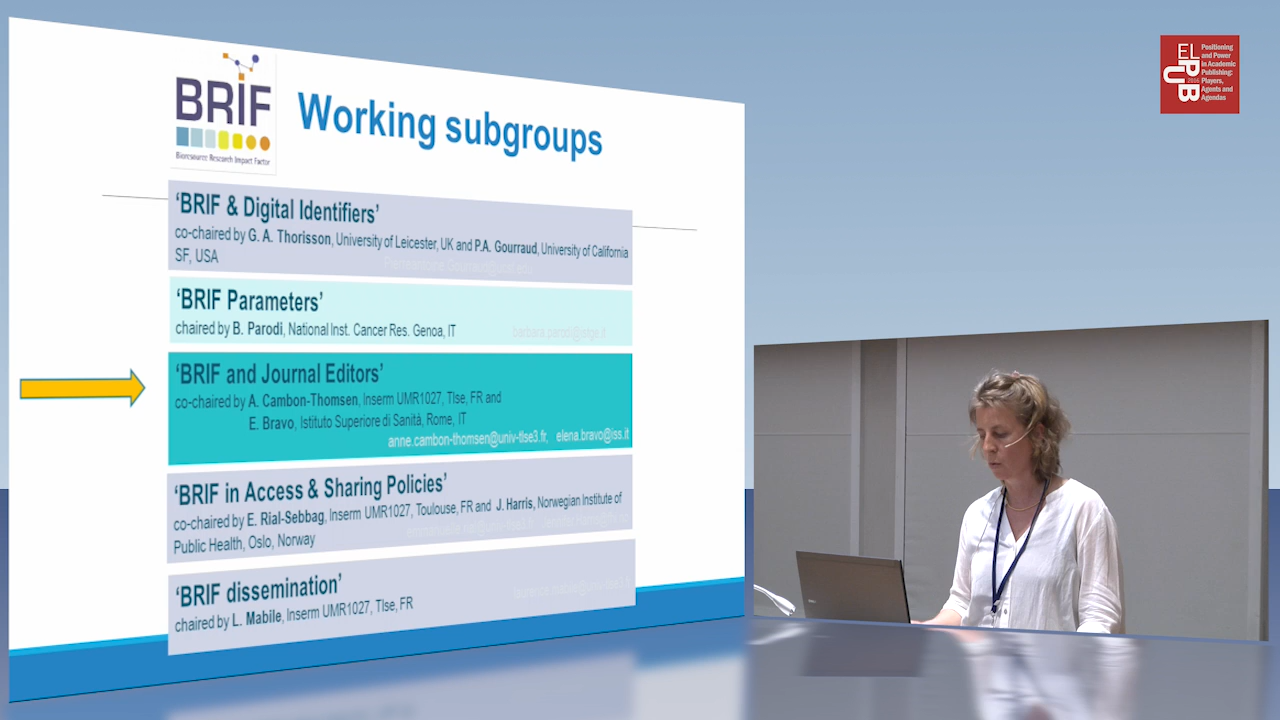 BRIF
Bioresource Research Impact Factor
Working subgroups
‘BRIF & Digital Identifiers’
co-chaired by G. A. Thorisson, University of Leicester, UK and P.A. Gourraud, University of California
SF, USA
‘BRIF Parameters’
chaired by B. Parodi, National Inst. Cancer Res. Genoa, IT
barbara.parodi@istge.it
‘BRIF and Journal Editors’
co-chaired by A. Cambon-Thomsen, Inserm UMR1027, Tlse, FR and
E. Bravo, Istituto Superiore di Sanità, Rome, IT
anne.cambon-thomsen@univ-tlse3.fr, elena.bravo@iss.it
‘BRIF in Access & Sharing Policies’
co-chaired by E. Rial-Sebbag, Inserm UMR1027, Toulouse, FR and J. Harris, Norwegian Institute of
Public Health, Oslo, Norway
‘BRIF dissemination’
chaired by L. Mabile, Inserm UMR1027, Tlse, FR
ELPUB
2016
Positioning
and Power
in Academic
Publishing:
Players,
Agents and
Agendas